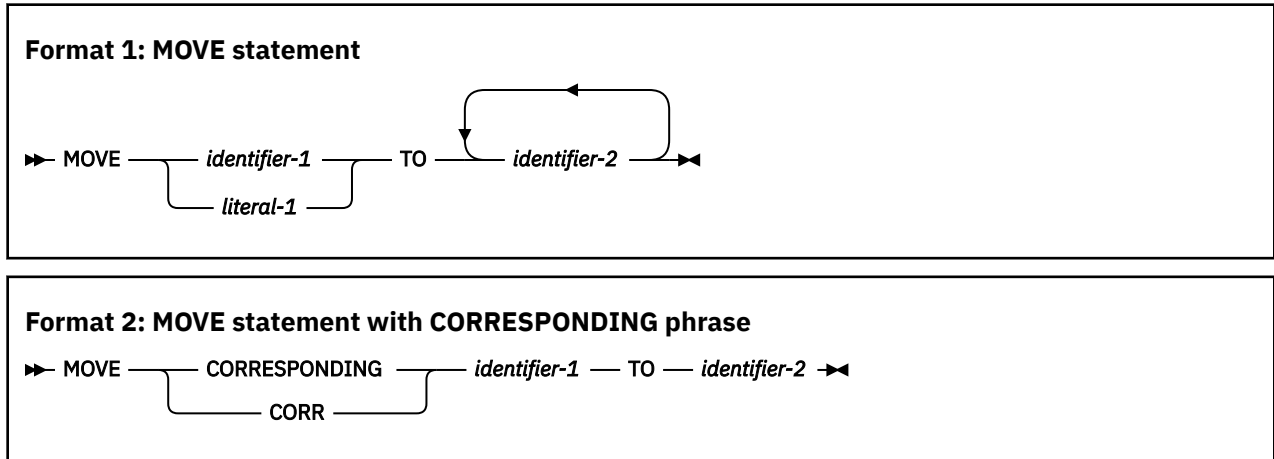 Format 1: MOVE statement
MOVE identifier-1 TO identifier-2
literal-1
Format 2: MOVE statement with CORRESPONDING phrase
MOVE CORRESPONDING identifier-1 TO identifier-2
CORR